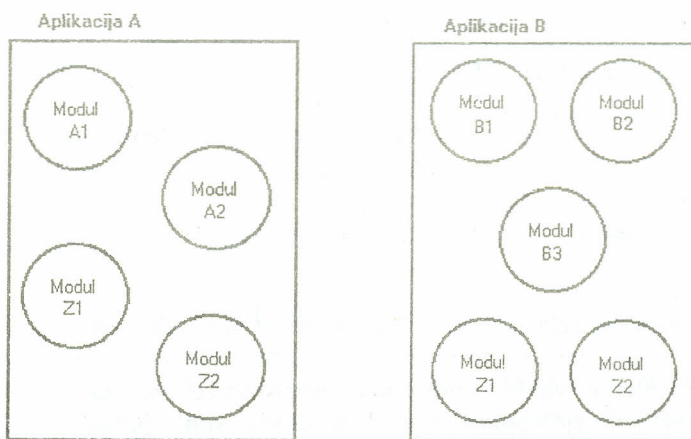 Aplikacija A
Modul
A1
Modul
A2
Modul
Z1
Modul
Z2
Aplikacija B
Modul
B1
Modul
B2
Modul
B3
Modul
Z1
Modul
Z2